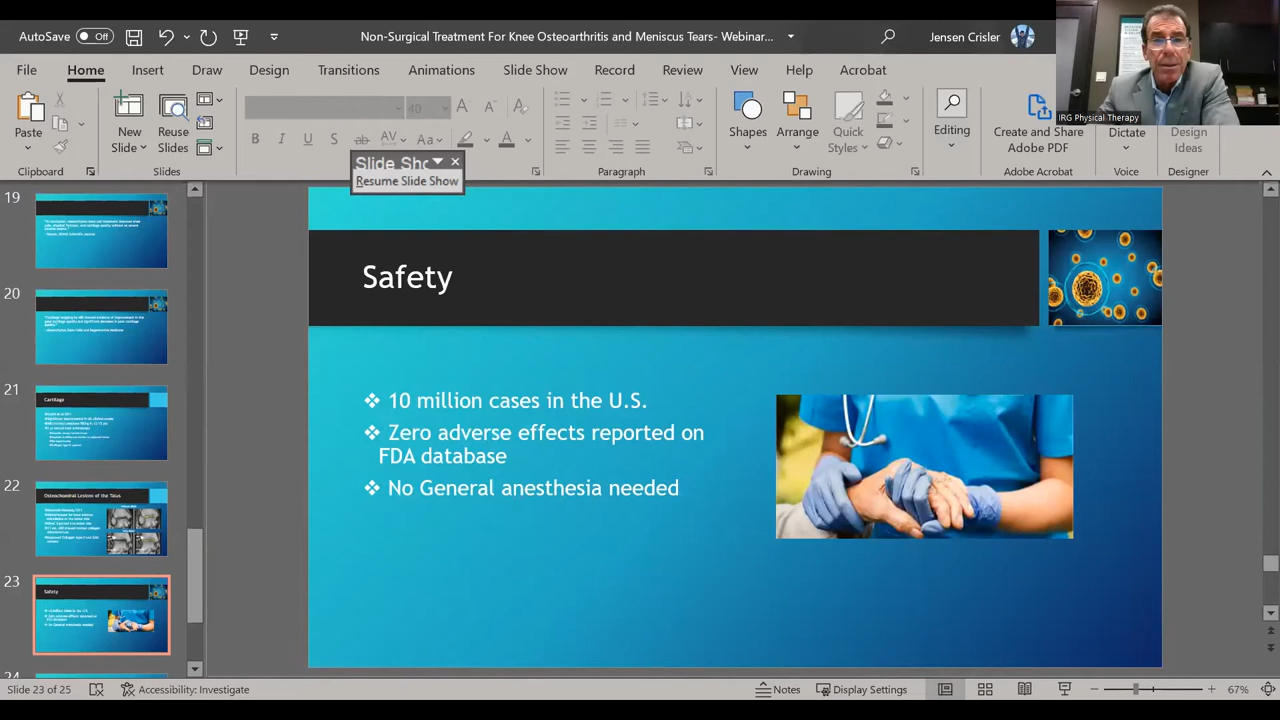 AutoSave Off
Non-Surgical Treatment For Knee Osteoarthritis and Meniscus Tears- Webinar...
Jensen Crisler
File Home Insert Draw Design Transitions Animations Slide Show Record Review View Help Acrobat
IRG Physical Therapy
Paste
New
Slide
Reuse
Slides
40
Shapes
Arrange
Quick
Styles
Editing
Create and Share
Adobe PDF
Dictate
Design
Ideas
Clipboard
Slides
Paragraph
Drawing
Adobe Acrobat
Voice
Designer
Slide Sho
Resume Slide Show
19
20
21
Cartilage
22
Osteochondral Lesions of the Talus
23
Safety
24
Safety
❖ 10 million cases in the U.S.
❖ Zero adverse effects reported on
FDA database
❖ No General anesthesia needed
Slide 23 of 25
Accessibility: Investigate
Notes
Display Settings
67%